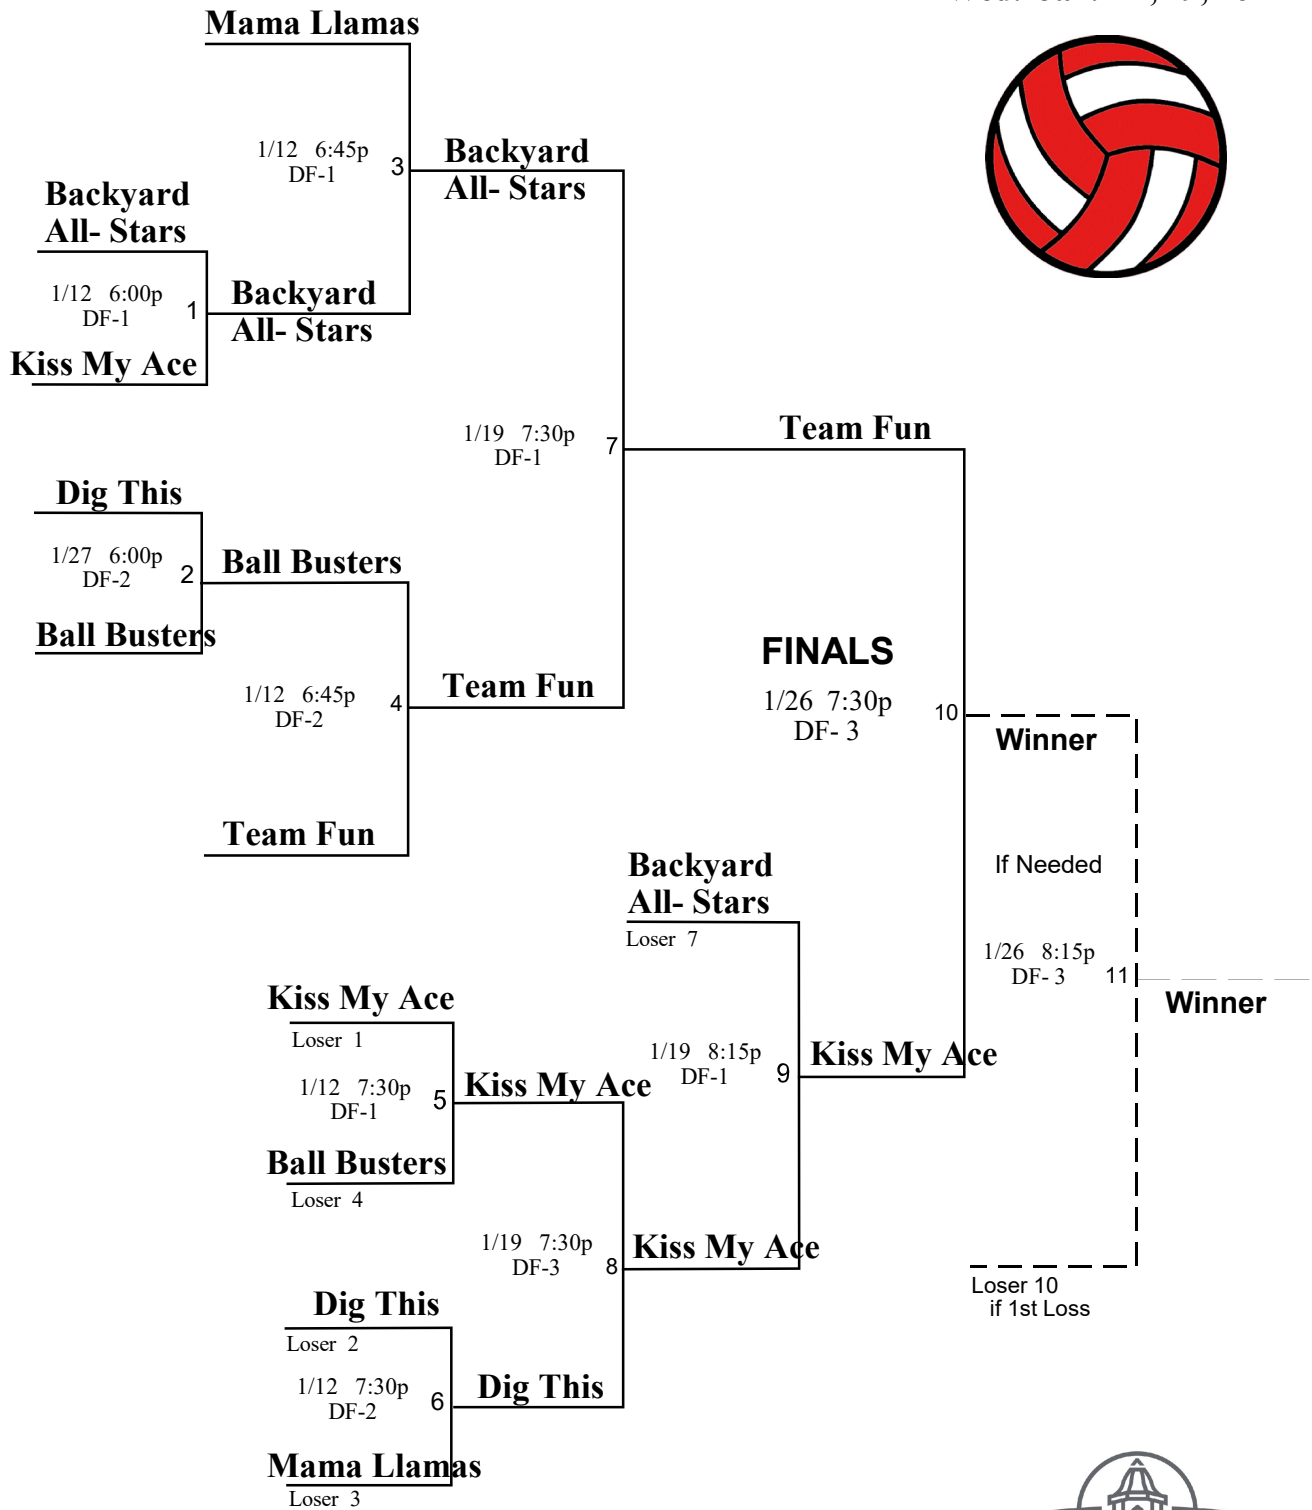 Mama Llamas
1/12 6:45p
DF-1
3
Backyard
All- Stars
Backyard
All- Stars
1/12 6:00p
DF-1
1
Backyard
All- Stars
Kiss My Ace
1/19 7:30p
DF-1
7
Team Fun
Dig This
1/27 6:00p
DF-2
2
Ball Busters
Ball Busters
1/12 6:45p
DF-2
4
Team Fun
Team Fun
FINALS
1/26 7:30p
DF- 3
10
Winner
If Needed
1/26 8:15p
DF- 3
11
Winner
Loser 10
if 1st Loss
Backyard
All- Stars
Loser 7
1/19 8:15p
DF-1
9
Kiss My Ace
Kiss My Ace
Loser 1
1/12 7:30p
DF-1
5
Kiss My Ace
Ball Busters
Loser 4
1/19 7:30p
DF-3
8
Kiss My Ace
Dig This
Loser 2
1/12 7:30p
DF-2
6
Dig This
Mama Llamas
Loser 3